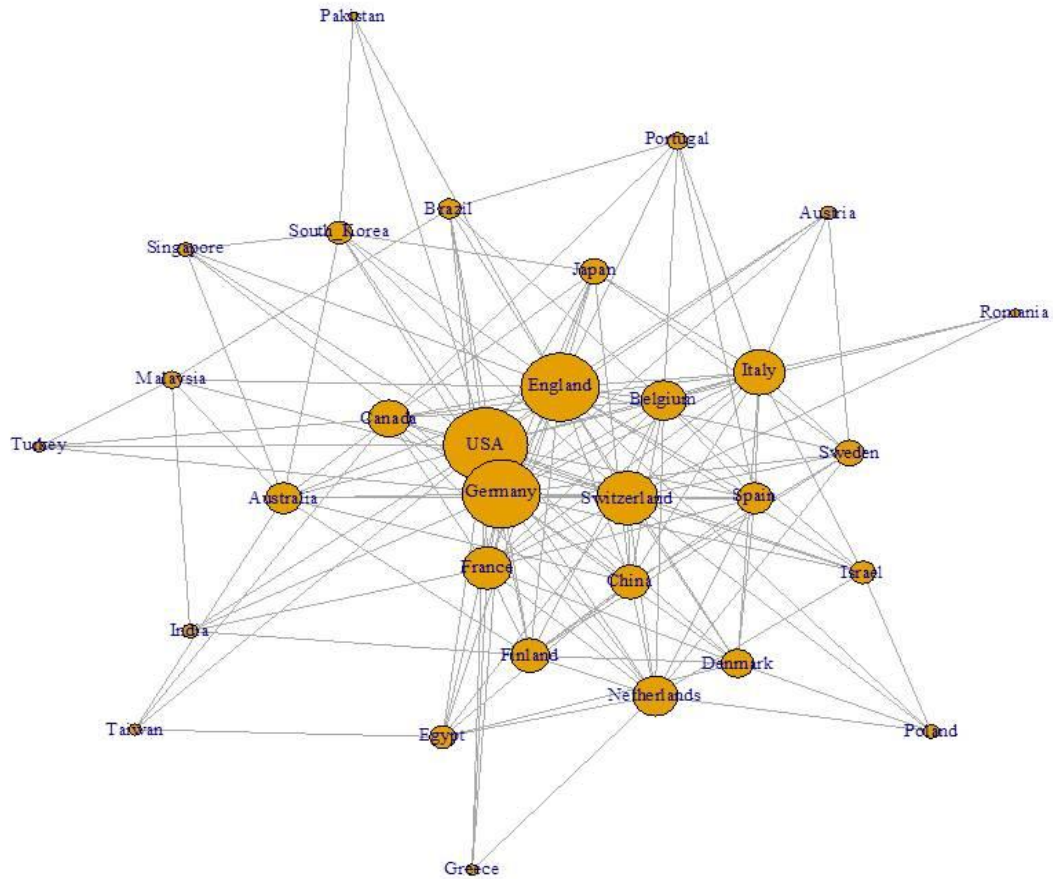 Pakistan
Portugal
Brazil
Austria
South_Korea
Singapore
Japan
Romania
Malaysia
England
Italy
Belgium
Canada
Turkey
USA
Sweden
Germany
Australia
Switzerland
Spain
France
China
Israel
India
Finland
Denmark
Netherlands
Taiwan
Egypt
Poland
Greece